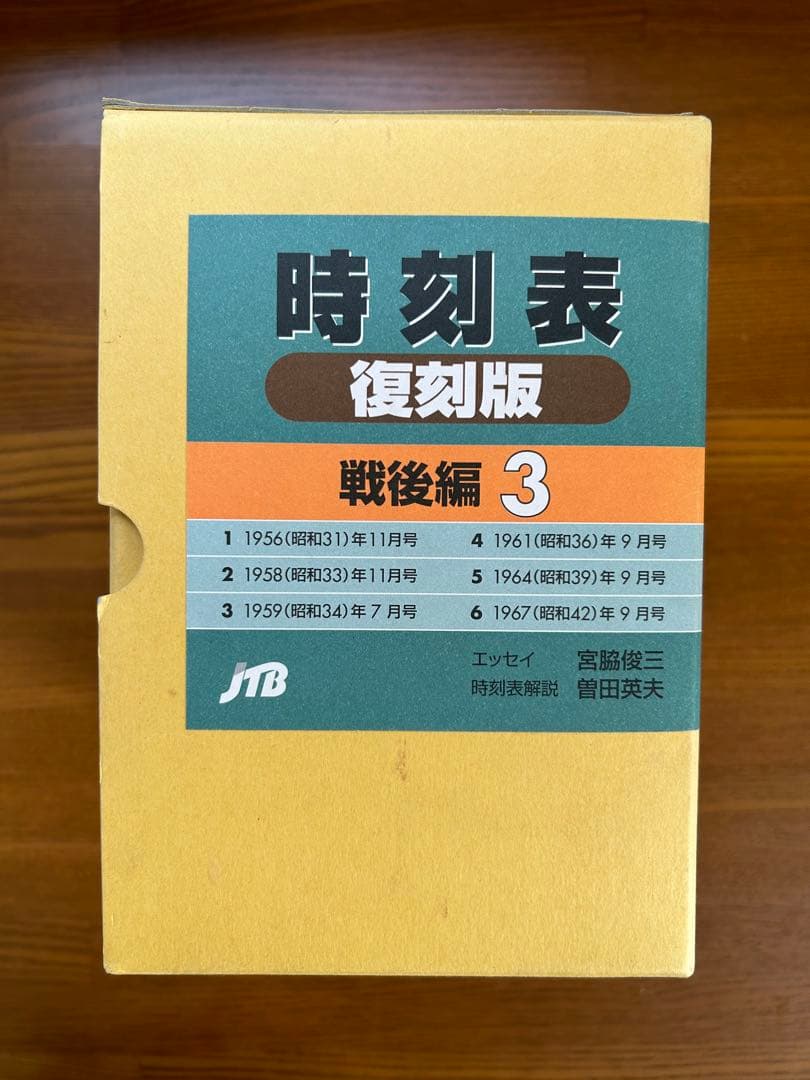 時刻表
復刻版
戦後編 3
1 1956(昭和31)年11月号
2 1958(昭和33)年11月号
3 1959(昭和34)年7月号
4 1961(昭和36)年9月号
5 1964(昭和39)年9月号
6 1967(昭和42)年9月号
エッセイ 宮脇俊三
時刻表解説 曽田英夫
JTB